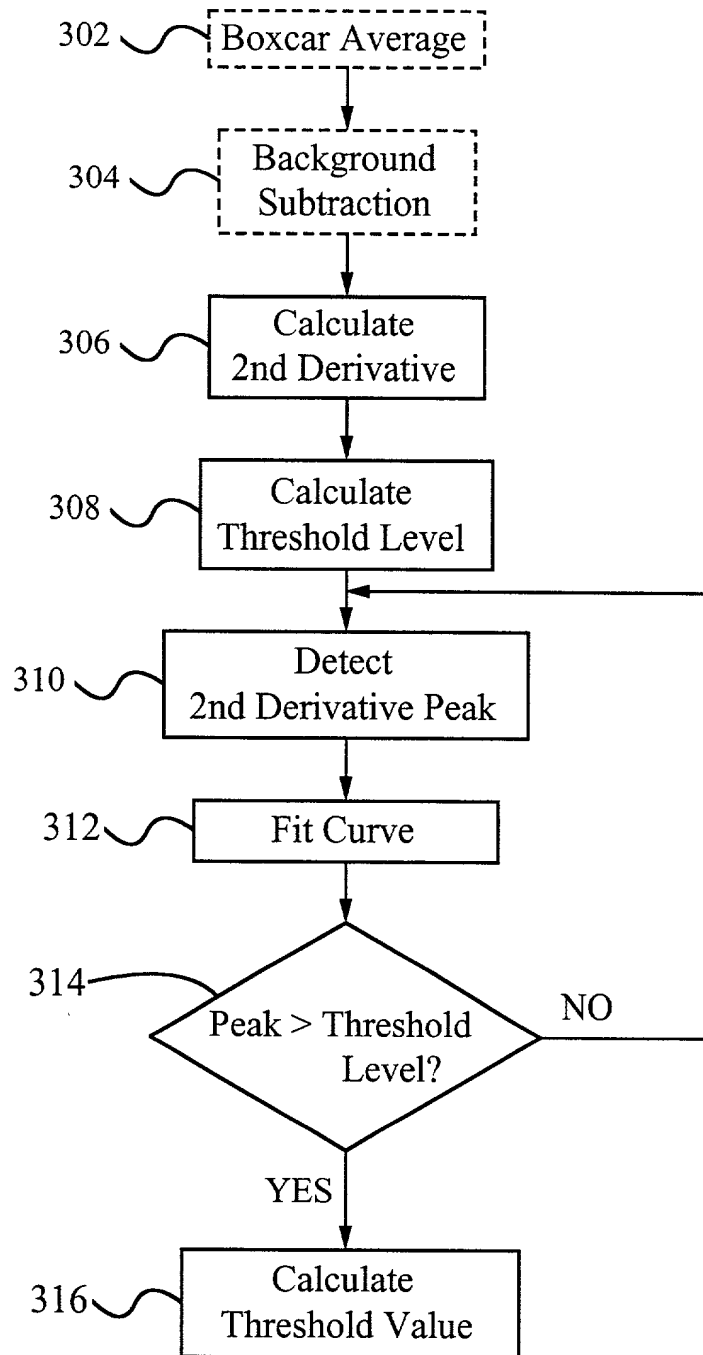 302
Boxcar Average
304
Background
Subtraction
306
Calculate
2nd Derivative
308
Calculate
Threshold Level
310
Detect
2nd Derivative Peak
312
Fit Curve
314
Peak > Threshold
Level?
NO
YES
316
Calculate
Threshold Value